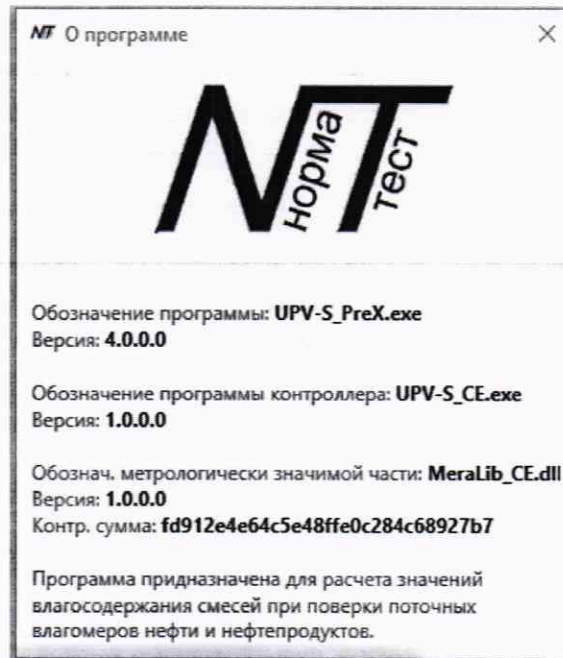 NT О программе
NT
норма
тест
Обозначение программы: UPV-S_PreX.exe
Версия: 4.0.0.0
Обозначение программы контроллера: UPV-S_CE.exe
Версия: 1.0.0.0
Обознач. метрологически значимой части: MeraLib_CE.dll
Версия: 1.0.0.0
Контр. сумма: fd912e4e64c5e48ffe0c284c68927b7
Программа придназначена для расчета значений
влагосодержания смесей при поверки поточных
влагомеров нефти и нефтепродуктов.